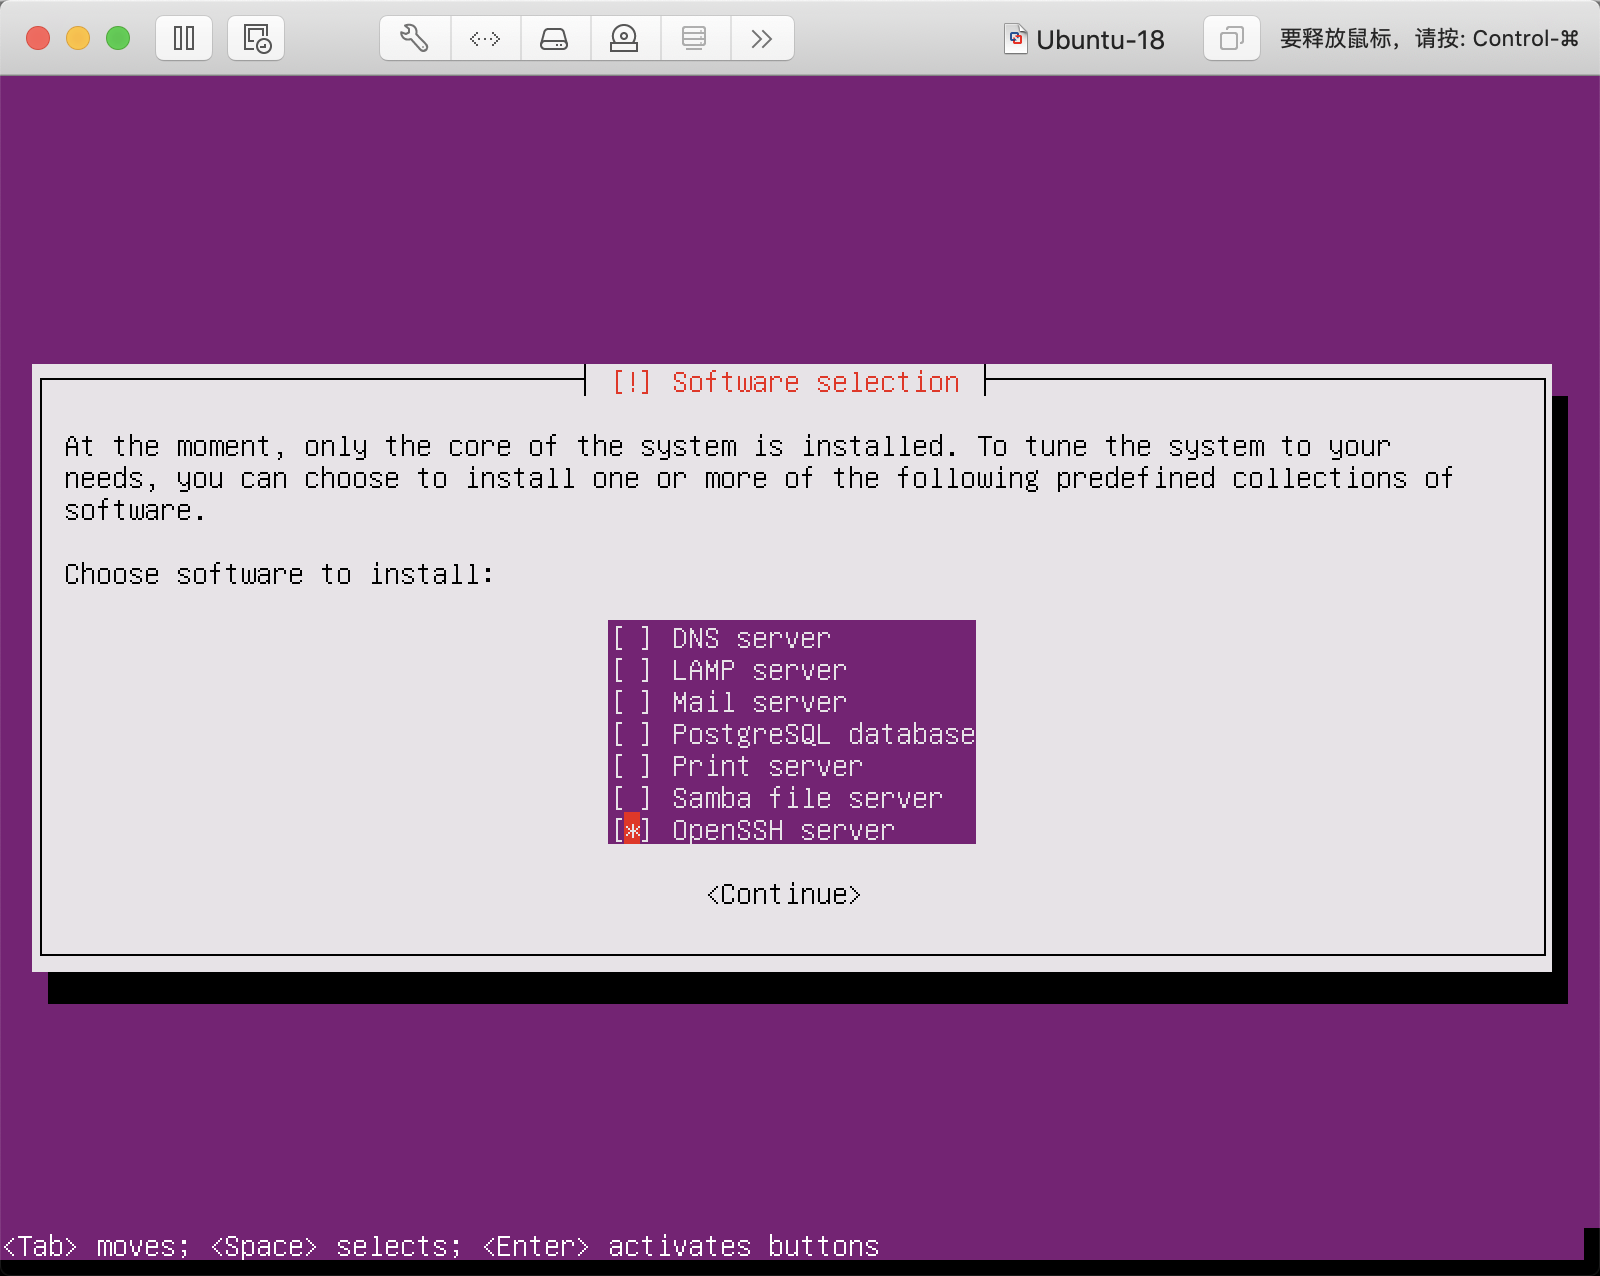 Ubuntu-18
要释放鼠标，请按: Control-⌘
[!] Software selection
At the moment, only the core of the system is installed. To tune the system to your
needs, you can choose to install one or more of the following predefined collections of
software.
Choose software to install:
[ ] DNS server
[ ] LAMP server
[ ] Mail server
[ ] PostgreSQL database
[ ] Print server
[ ] Samba file server
[*] OpenSSH server
<Continue>
<Tab> moves; <Space> selects; <Enter> activates buttons